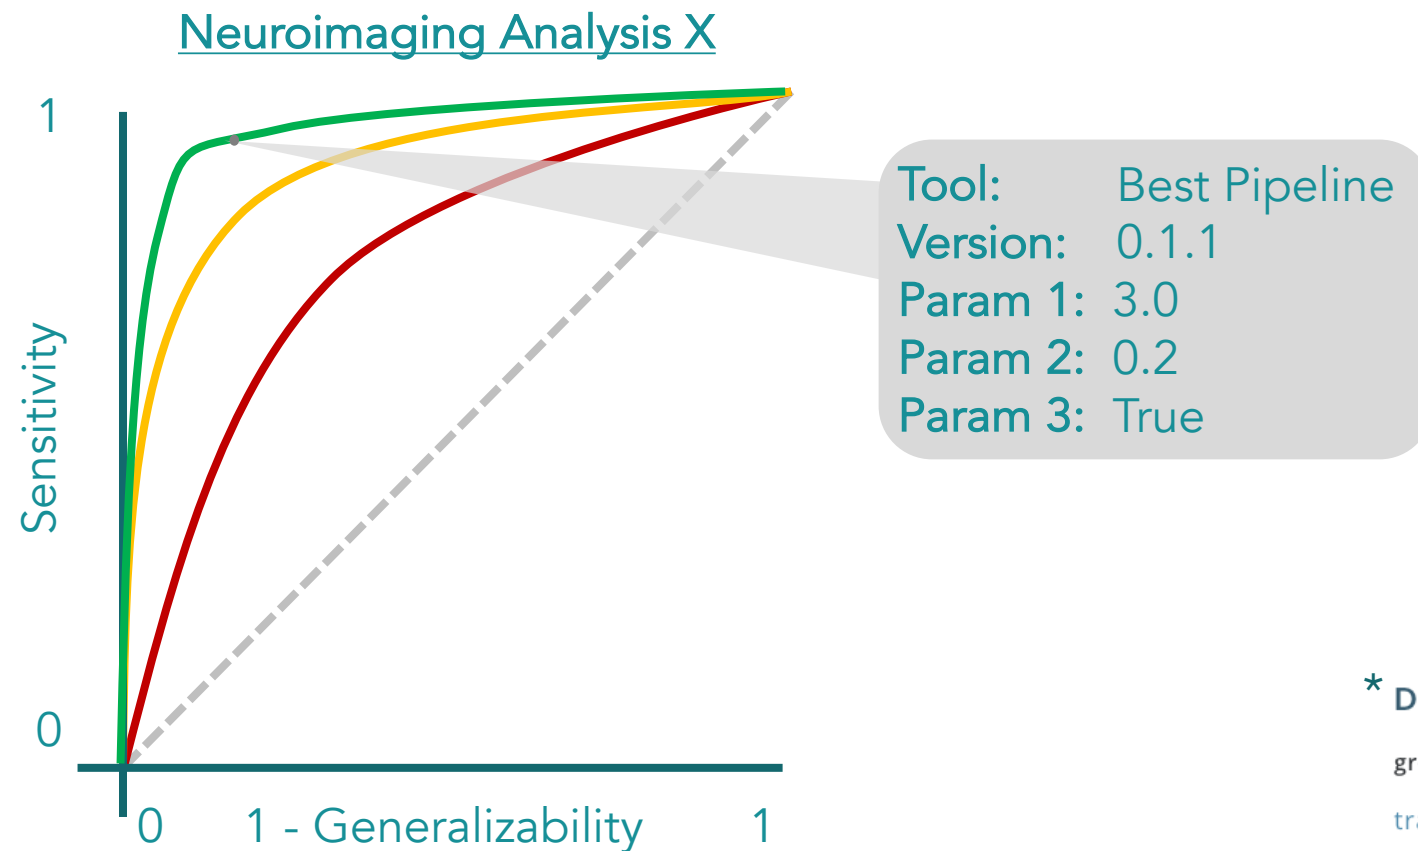 Neuroimaging Analysis X
1
Sensitivity
0
0 1 - Generalizability 1
Tool: Best Pipeline
Version: 0.1.1
Param 1: 3.0
Param 2: 0.2
Param 3: True
*